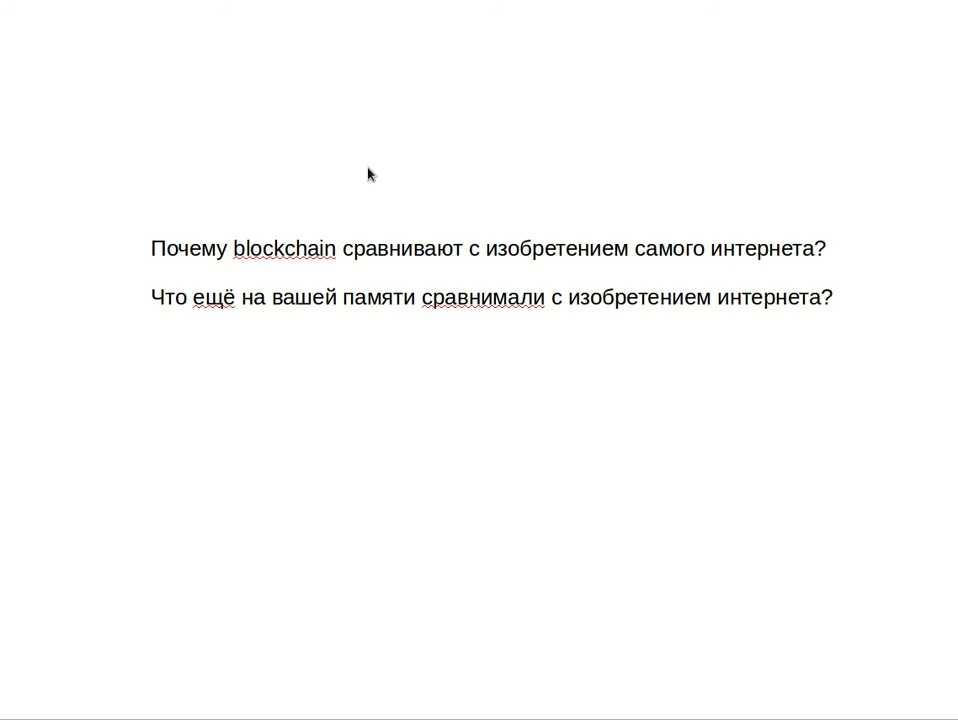 Почему blockchain сравнивают с изобретением самого интернета?
Что ещё на вашей памяти сравнимали с изобретением интернета?